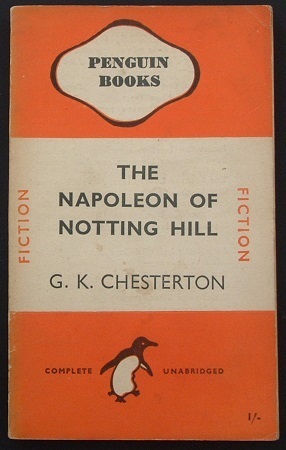 PENGUIN
BOOKS
THE
NAPOLEON OF
NOTTING HILL
FICTION
FICTION
G. K. CHESTERTON
COMPLETE UNABRIDGED
1/-